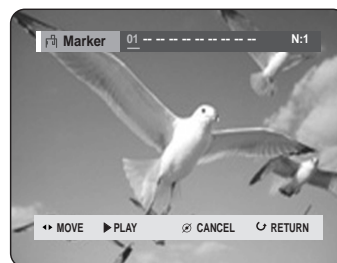 Marker 01 -- -- -- -- -- -- -- -- -- N:1
MOVE PLAY CANCEL RETURN